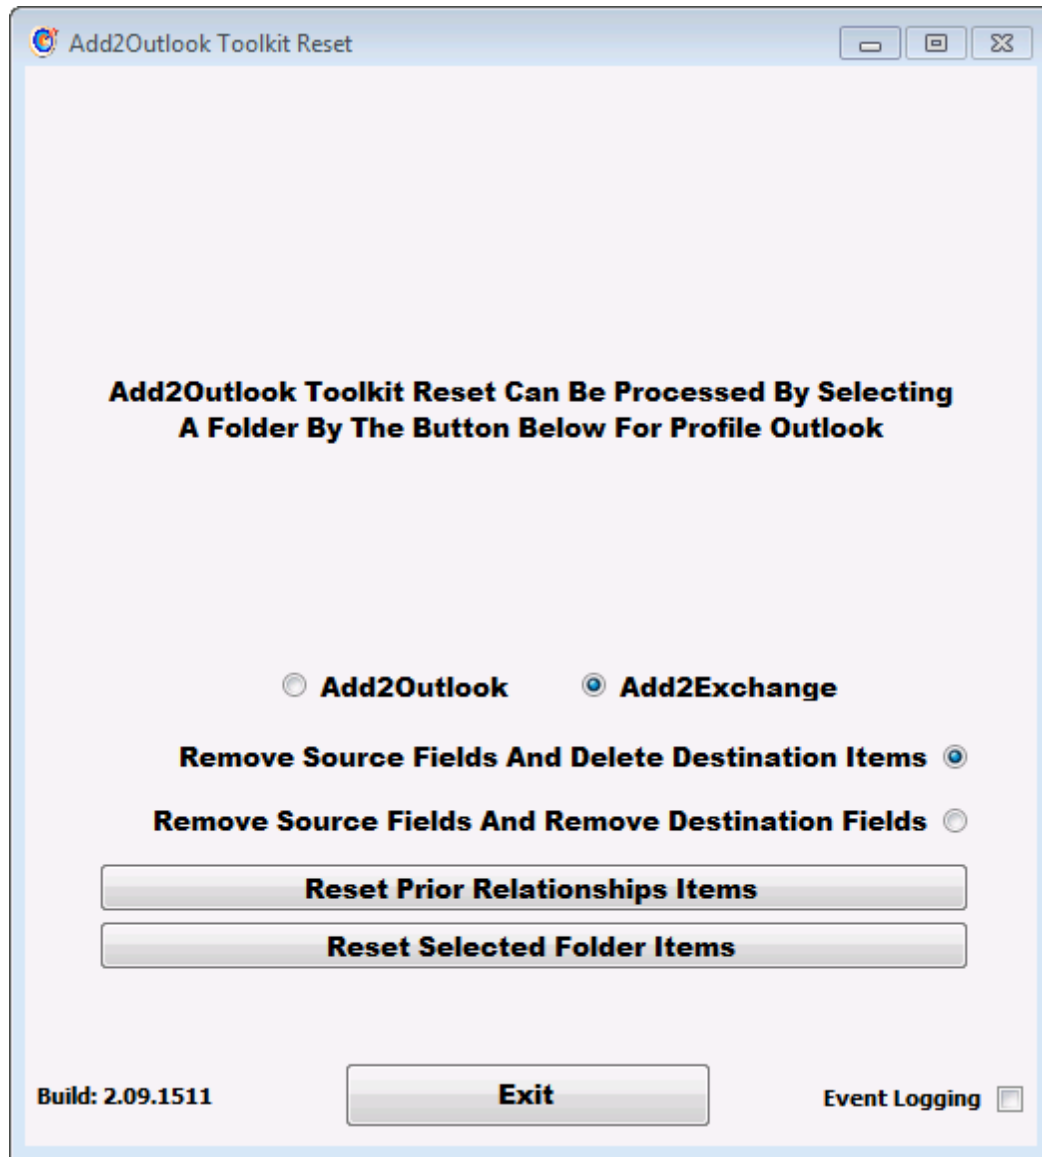 Add2Outlook Toolkit Reset
Add2Outlook Toolkit Reset Can Be Processed By Selecting
A Folder By The Button Below For Profile Outlook
Add2Outlook Add2Exchange
Remove Source Fields And Delete Destination Items
Remove Source Fields And Remove Destination Fields
Reset Prior Relationships Items
Reset Selected Folder Items
Build: 2.09.1511 Exit Event Logging